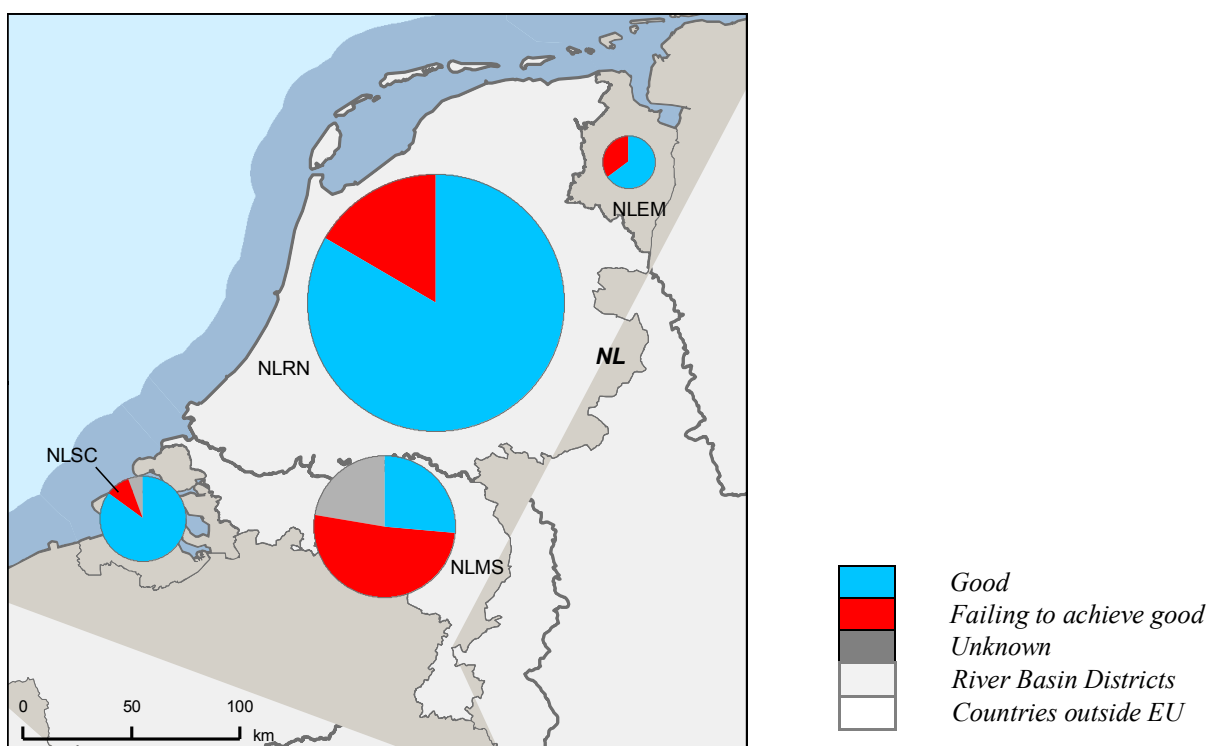 NLEM
NLRN
NL
NLSC
NLMS
0 50 100
km
Good
Failing to achieve good
Unknown
River Basin Districts
Countries outside EU